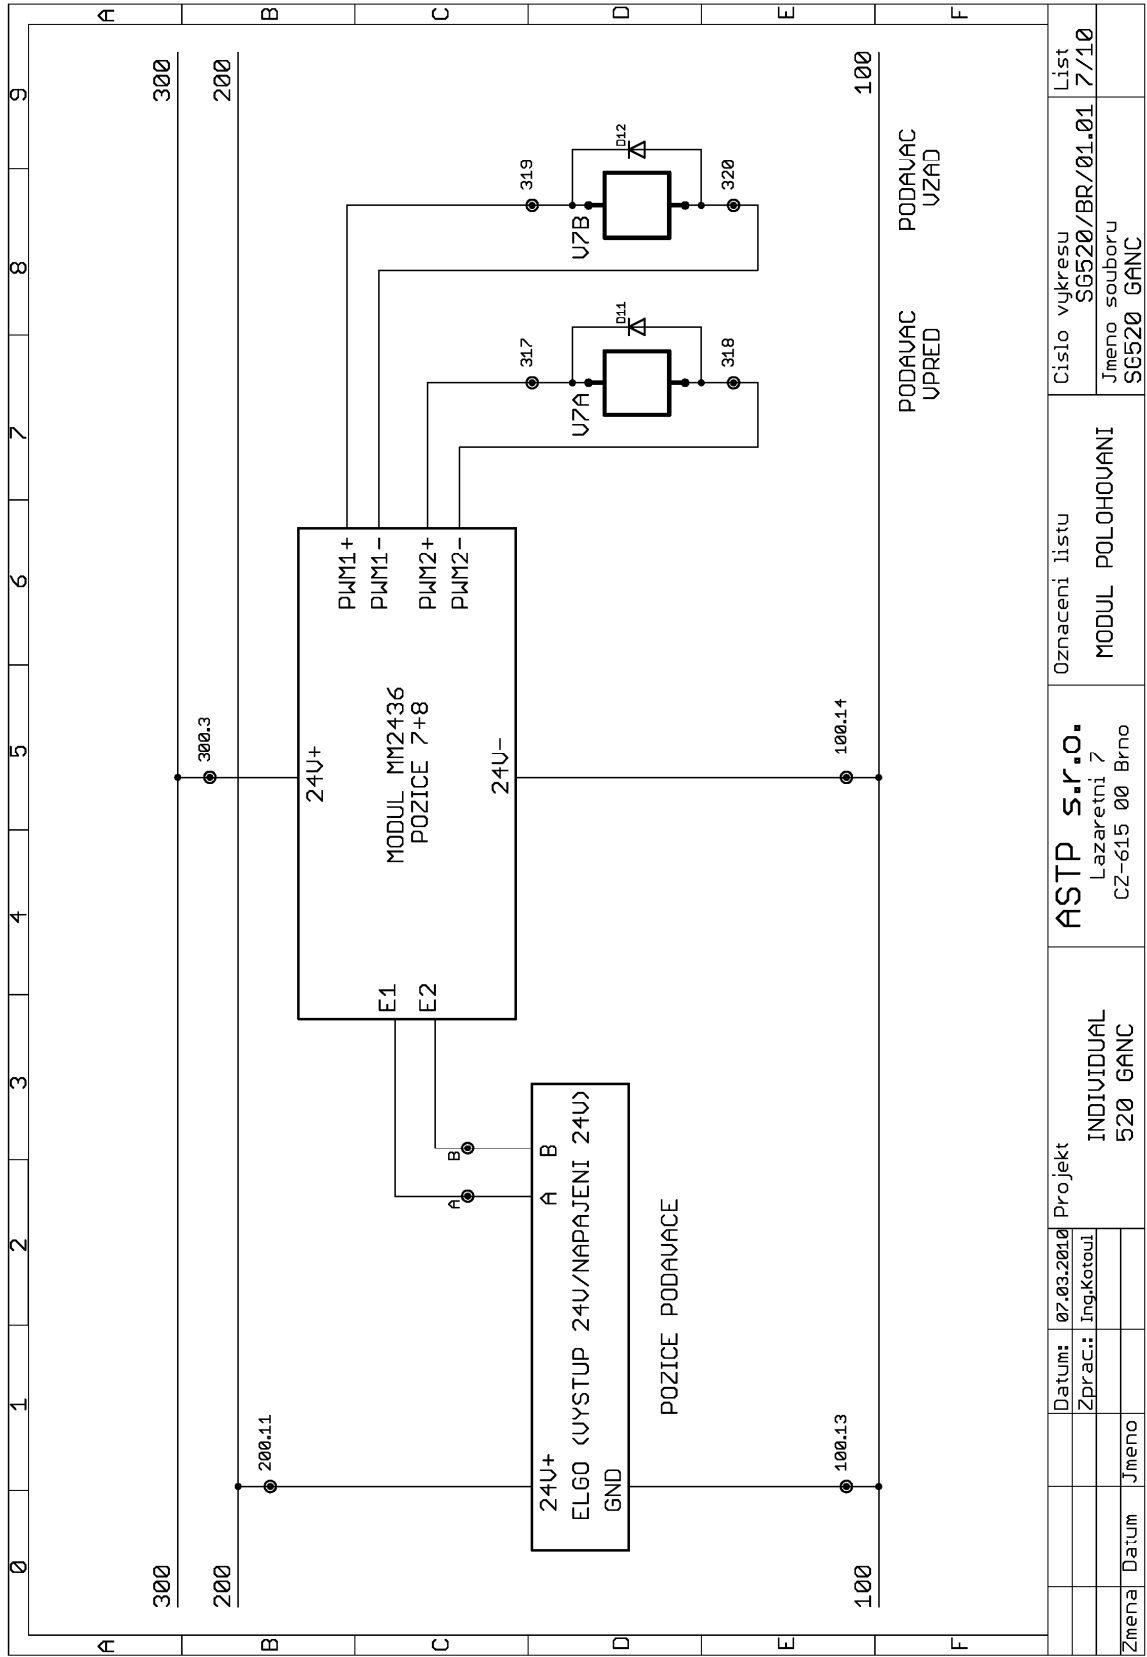 0 1 2 3 4 5 6 7 8 9
A A
B B
C C
D D
E E
F F
300 300
200 200
300.3
200.11
24V+
MODUL MM2436
POZICE 7+8
24V-
E1
E2
PWM1+
PWM1-
PWM2+
PWM2-
A
B
24V+ A B
ELGO (VYSTUP 24V/NAPAJENI 24V)
GND
POZICE PODAVACE
317
V7A
D11
318
319
V7B
D12
320
100.13
100.14
100 100
PODAVAC
VPRED
PODAVAC
VZAD
Zmena Datum Jmeno
Datum: 07.03.2010
Zprac.: Ing.Kotoul
Projekt
INDIVIDUAL
520 GANC
ASTP s.r.o.
Lazaretni 7
CZ-615 00 Brno
Oznaceni listu
MODUL POLOHOVANI
Cislo vykresu
SG520/BR/01.01
Jmeno souboru
SG520 GANC
List
7/10